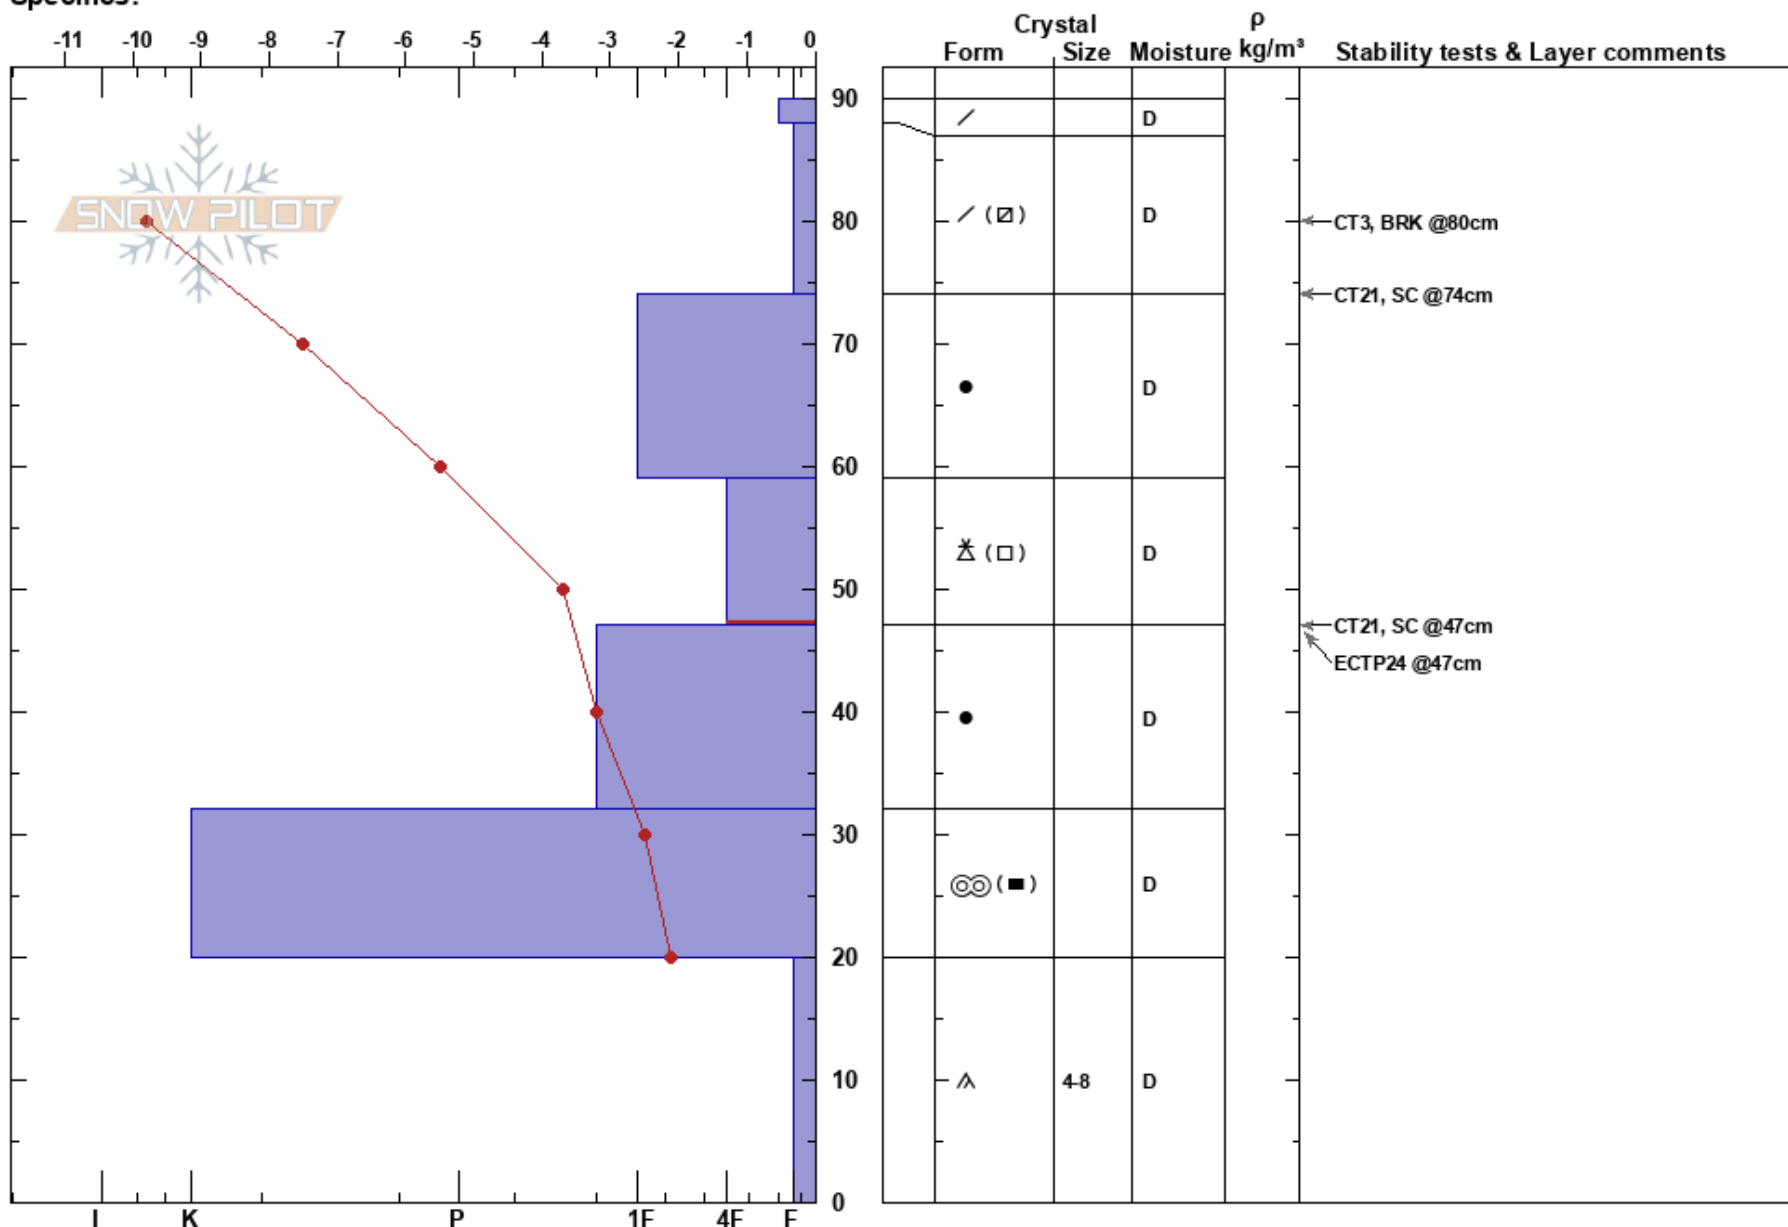 Specifics:
-11 -10 -9 -8 -7 -6 -5 -4 -3 -2 -1 0
Crystal ρ
Form Size Moisture kg/m³ Stability tests & Layer comments
90
D
SNOW PILOT
80
D
CT3, BRK @80cm
CT21, SC @74cm
70
D
60
D
50
CT21, SC @47cm
ECTP24 @47cm
40
D
30
D
20
10
4-8 D
0
I K P 1F 4F F